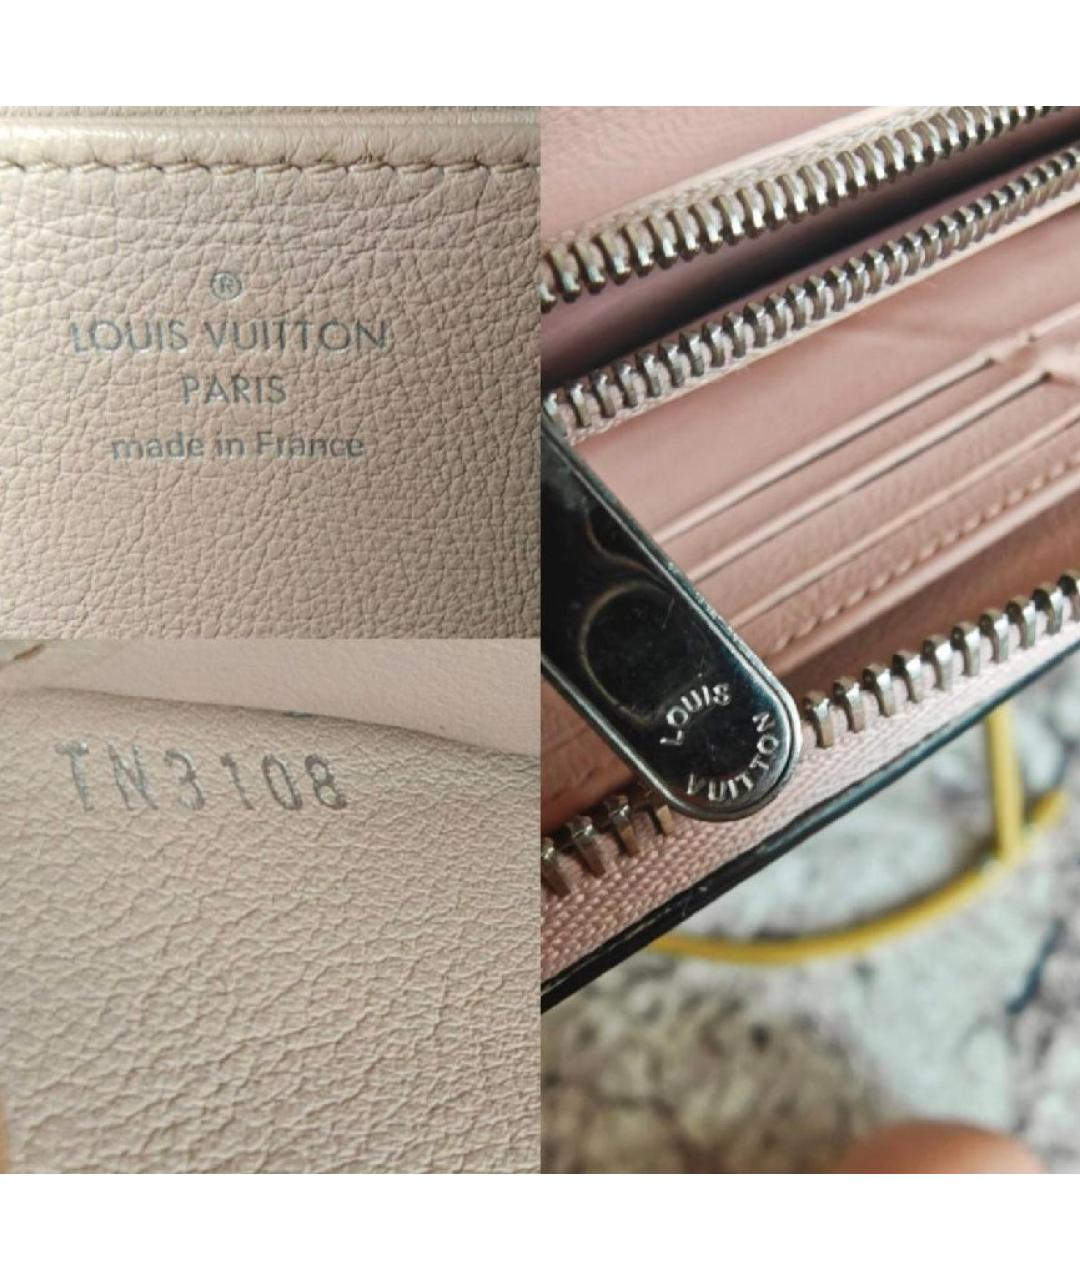 ®
LOUIS VUITTON
PARIS
made in France
TN3108
LOUIS
VUITTON